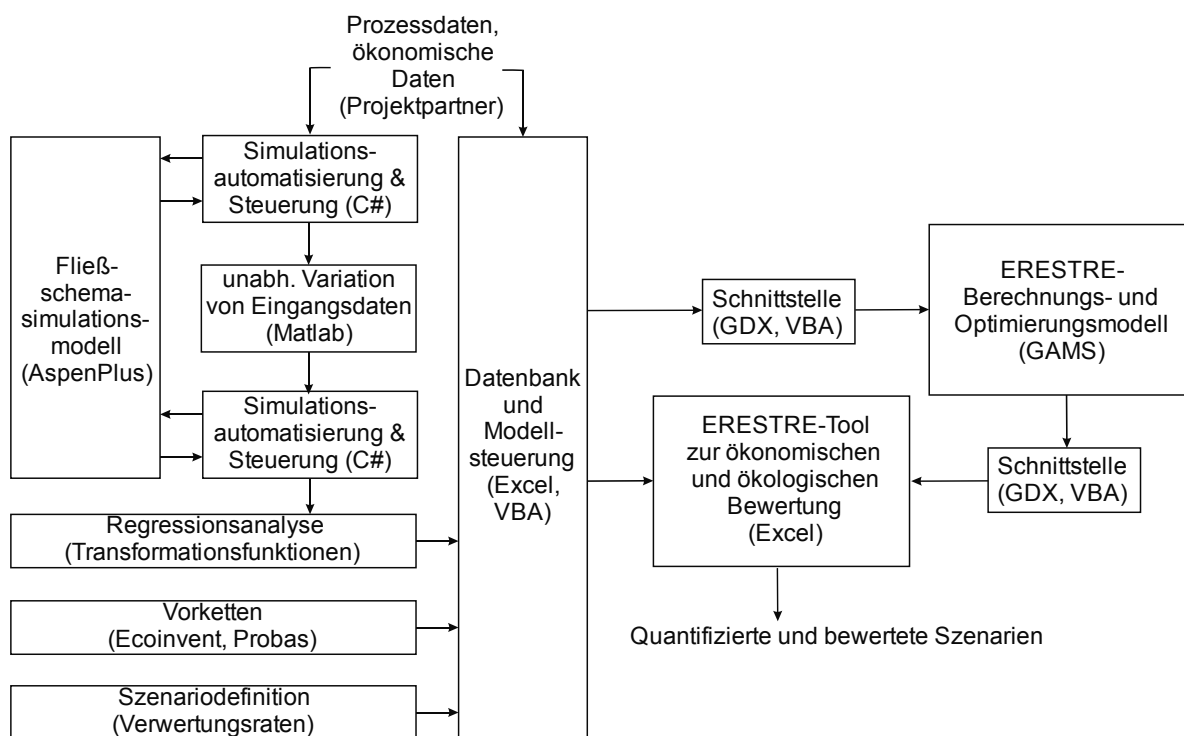 Prozessdaten,
ökonomische
Daten
(Projektpartner)
Fließ-
schema-
simulations-
modell
(AspenPlus)
Simulations-
automatisierung &
Steuerung (C#)
unabh. Variation
von Eingangsdaten
(Matlab)
Simulations-
automatisierung &
Steuerung (C#)
Regressionsanalyse
(Transformationsfunktionen)
Vorketten
(Ecoinvent, Probas)
Szenariodefinition
(Verwertungsraten)
Datenbank
und
Modell-
steuerung
(Excel,
VBA)
Schnittstelle
(GDX, VBA)
ERESTRE-
Berechnungs- und
Optimierungsmodell
(GAMS)
Schnittstelle
(GDX, VBA)
ERESTRE-Tool
zur ökonomischen
und ökologischen
Bewertung
(Excel)
Quantifizierte und bewertete Szenarien